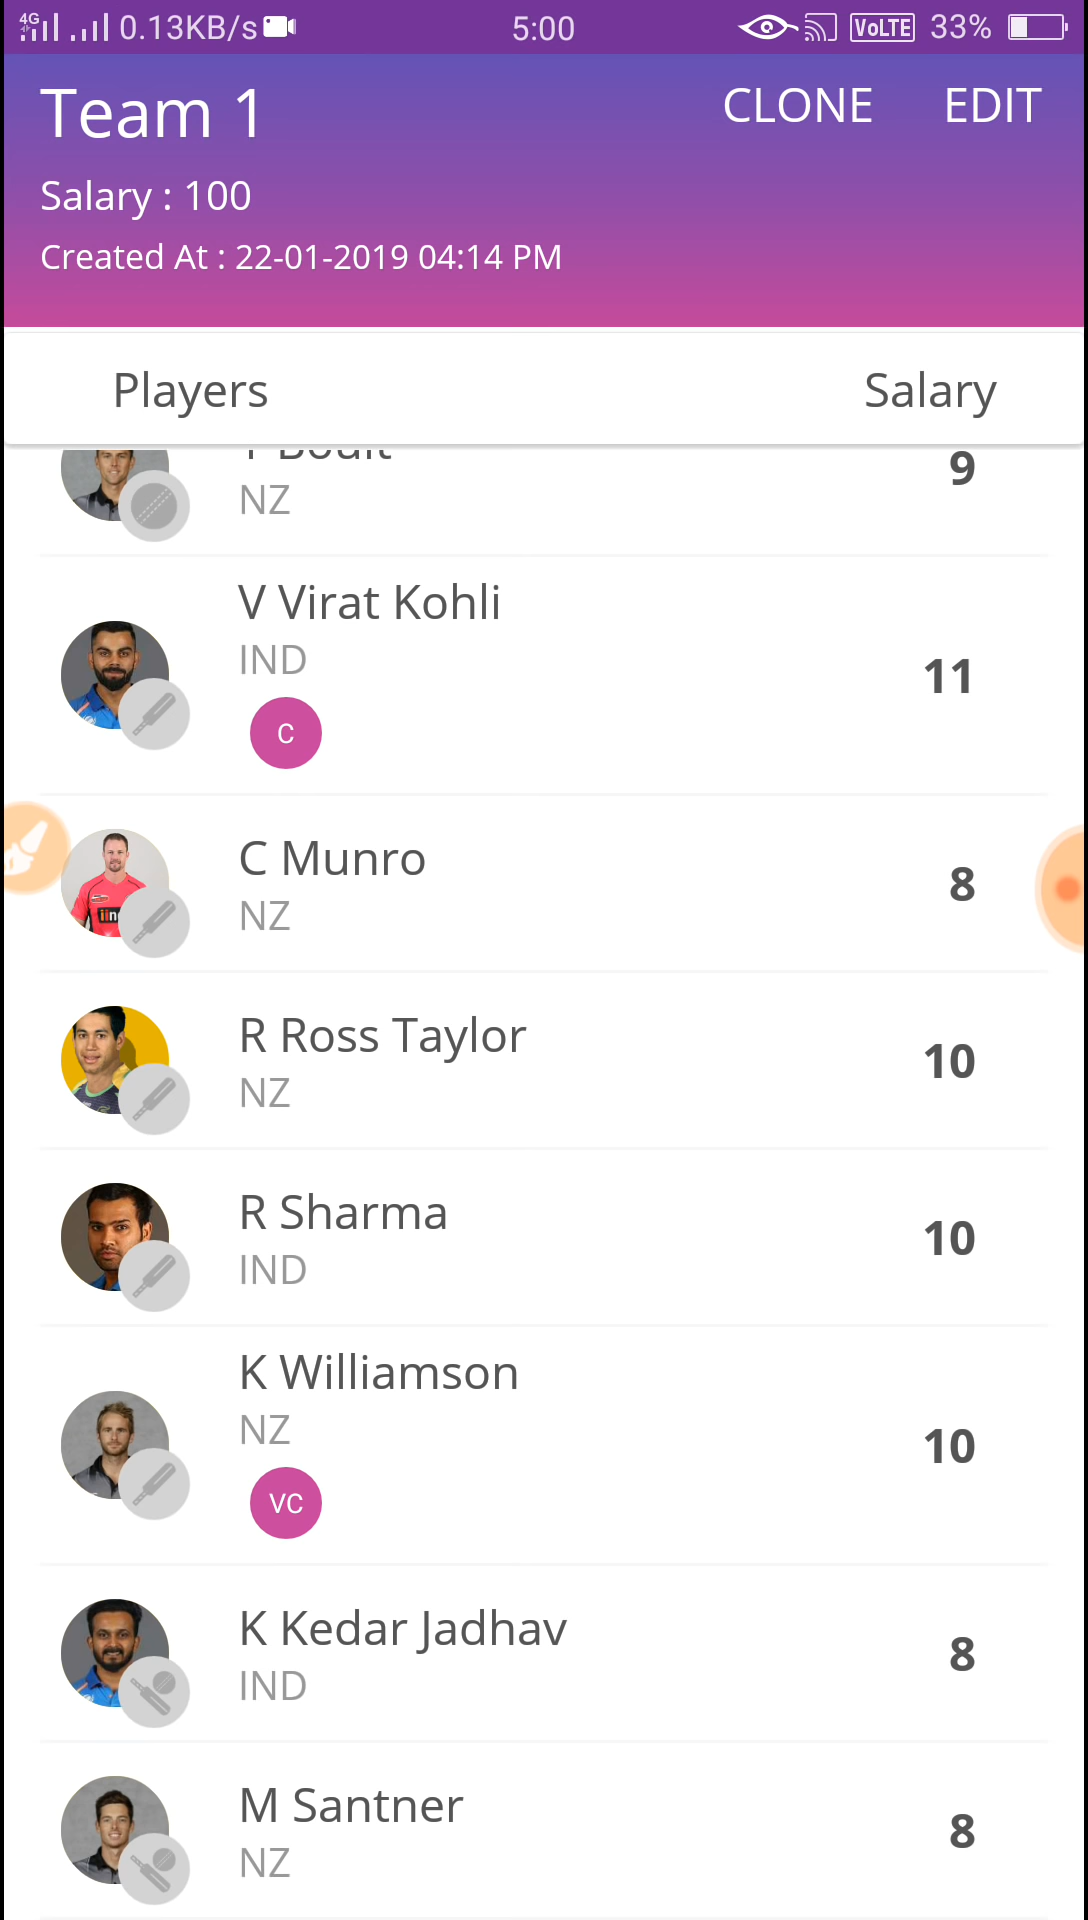 4G 0.13KB/s 5:00 VoLTE 33%
Team 1 CLONE EDIT
Salary : 100
Created At : 22-01-2019 04:14 PM
Players Salary
T Boult 9
NZ
V Virat Kohli
IND 11
C
C Munro 8
NZ
R Ross Taylor 10
NZ
R Sharma 10
IND
K Williamson
NZ 10
VC
K Kedar Jadhav 8
IND
M Santner 8
NZ